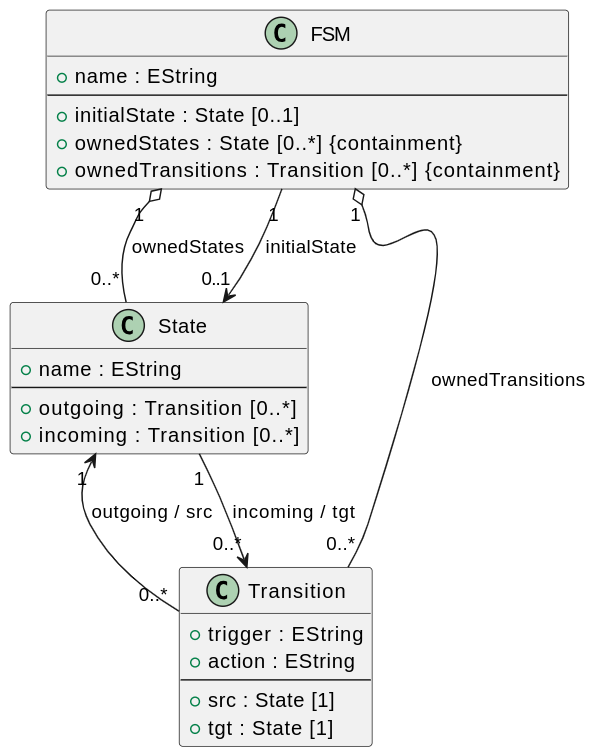 C FSM
name : EString
initialState : State [0..1]
ownedStates : State [0..*] {containment}
ownedTransitions : Transition [0..*] {containment}
1 1 1
ownedStates initialState
0..* 0..1
C State
name : EString
outgoing : Transition [0..*]
incoming : Transition [0..*]
ownedTransitions
1 1
outgoing / src incoming / tgt
0..* 0..*
0..*
C Transition
trigger : EString
action : EString
src : State [1]
tgt : State [1]